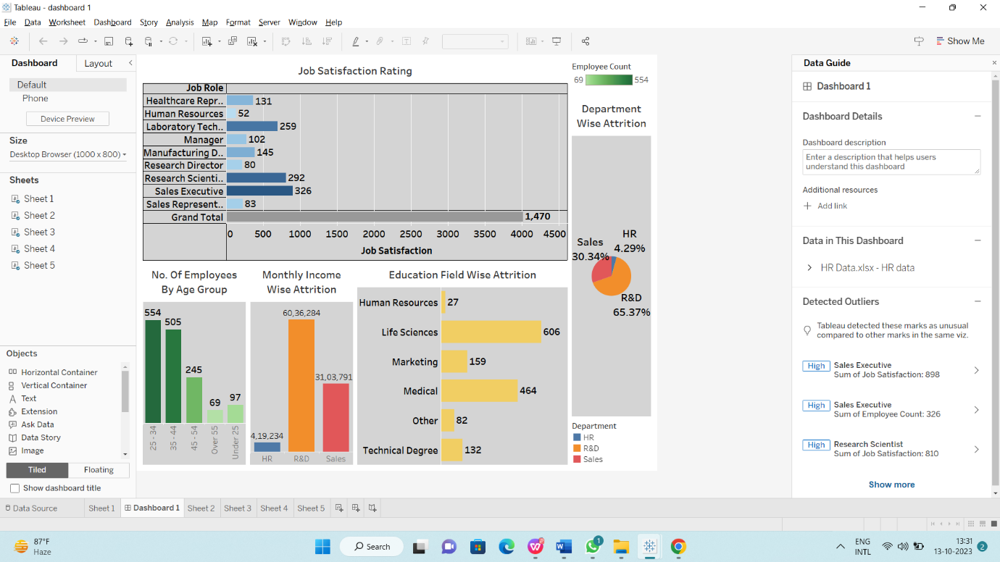 Tableau - dashboard 1
File Data Worksheet Dashboard Story Analysis Map Format Server Window Help
Show Me
Dashboard
Layout
Default
Phone
Device Preview
Size
Desktop Browser (1000 x 800)
Sheets
Sheet 1
Sheet 2
Sheet 3
Sheet 4
Sheet 5
Objects
Horizontal Container
Vertical Container
Text
Extension
Ask Data
Data Story
Image
Tiled
Floating
Show dashboard title
Job Satisfaction Rating
Job Role
Healthcare Repr.. 131
Human Resources 52
Laboratory Tech.. 259
Manager 102
Manufacturing D.. 145
Research Director 80
Research Scienti.. 292
Sales Executive 326
Sales Represent.. 83
Grand Total 1,470
0 500 1000 1500 2000 2500 3000 3500 4000 4500
Job Satisfaction
Employee Count
69 554
Department
Wise Attrition
Sales
30.34%
HR
4.29%
R&D
65.37%
Department
HR
R&D
Sales
No. Of Employees
By Age Group
554
505
245
69
97
25 - 34
35 - 44
45 - 54
Over 55
Under 25
Monthly Income
Wise Attrition
60,36,284
31,03,791
4,19,234
HR R&D Sales
Education Field Wise Attrition
Human Resources 27
Life Sciences 606
Marketing 159
Medical 464
Other 82
Technical Degree 132
Data Guide
Dashboard 1
Dashboard Details
Dashboard description
Enter a description that helps users
understand this dashboard
Additional resources
Add link
Data in This Dashboard
HR Data.xlsx - HR data
Detected Outliers
Tableau detected these marks as unusual
compared to other marks in the same viz.
High Sales Executive
Sum of Job Satisfaction: 898
High Sales Executive
Sum of Employee Count: 326
High Research Scientist
Sum of Job Satisfaction: 810
Show more
Data Source Sheet 1 Dashboard 1 Sheet 2 Sheet 3 Sheet 4 Sheet 5
87°F
Haze
Search
1
ENG
INTL
13:31
13-10-2023
2